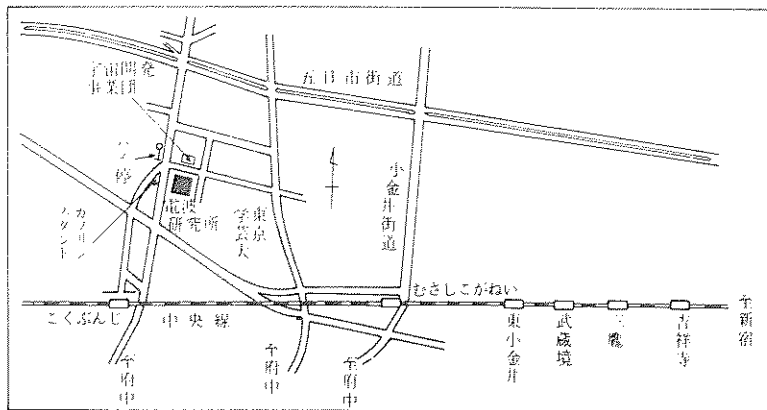 宇宙開発
事業団
五日市街道
バス停
小金井街道
電波
研究所
東京
学芸大
ガソリン
スタンド
むさしこがねい
こくぶんじ
中央線
東小金井
武蔵境
三鷹
吉祥寺
至新宿
至府中
至府中
至府中